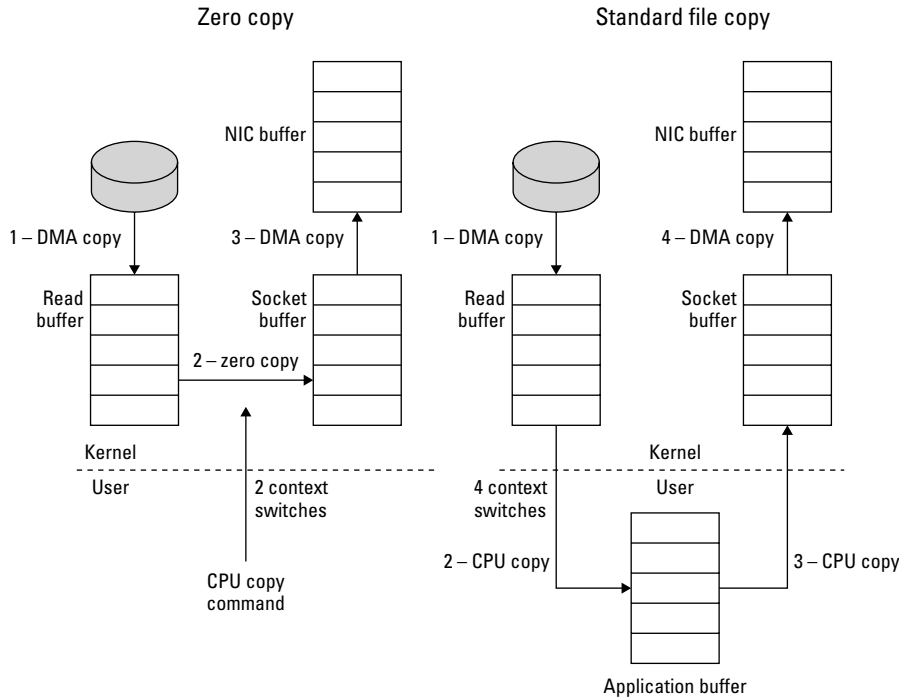 Zero copy
NIC buffer
1 – DMA copy
3 – DMA copy
Read
buffer
Socket
buffer
2 – zero copy
Kernel
User
2 context
switches
CPU copy
command
Standard file copy
NIC buffer
1 – DMA copy
4 – DMA copy
Read
buffer
Socket
buffer
Kernel
User
4 context
switches
2 – CPU copy
3 – CPU copy
Application buffer